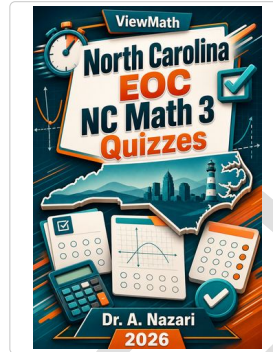 ViewMath
North Carolina
EOC
NC Math 3
Quizzes
Dr. A. Nazari
2026